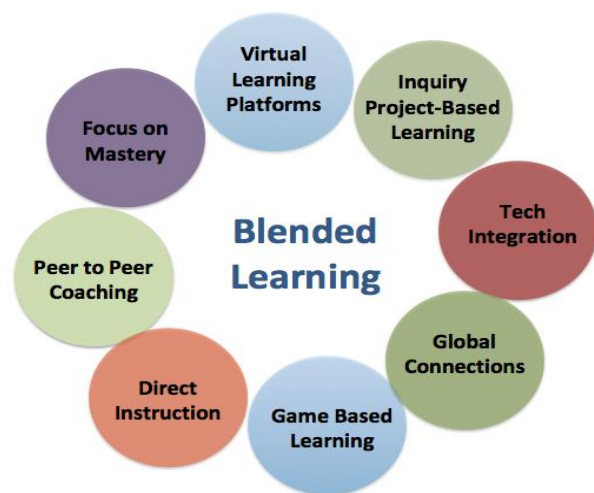 Virtual
Learning
Platforms
Inquiry
Project-Based
Learning
Tech
Integration
Global
Connections
Game Based
Learning
Direct
Instruction
Peer to Peer
Coaching
Focus on
Mastery
Blended
Learning